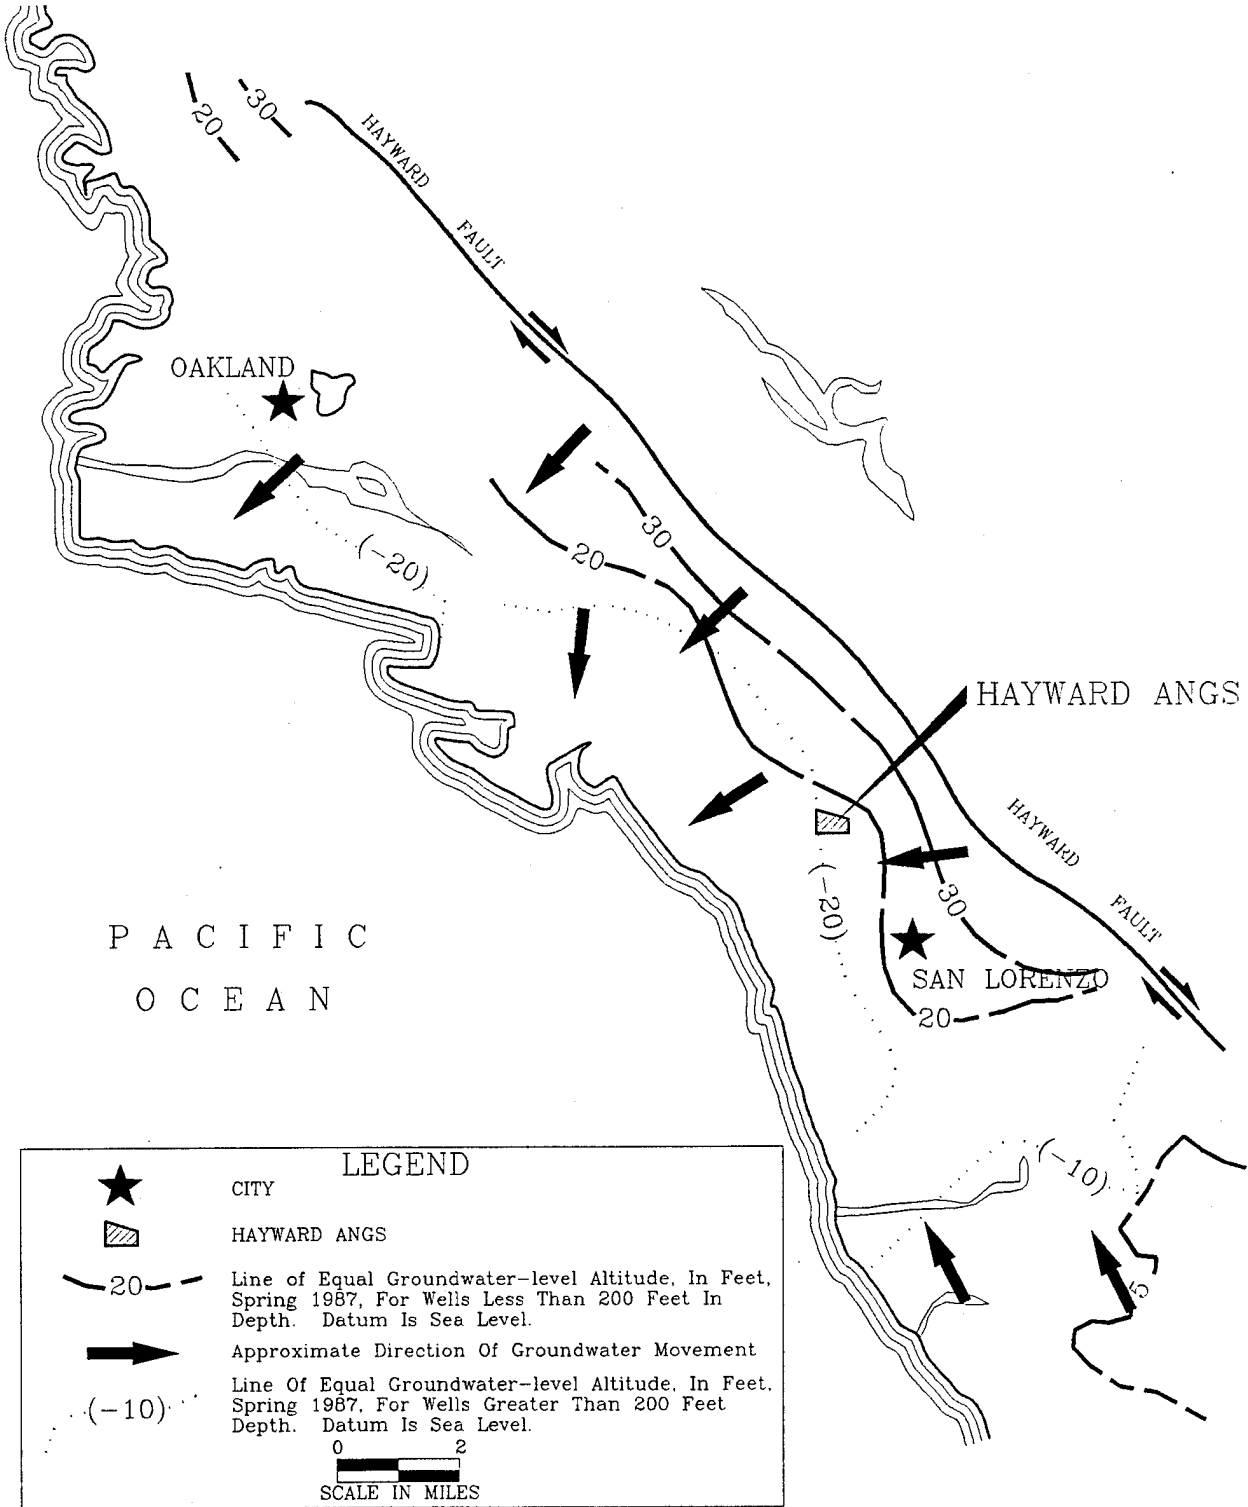 20
30
HAYWARD
FAULT
OAKLAND
30
20
(-20)
HAYWARD ANGS
HAYWARD
FAULT
(-20)
30
PACIFIC
OCEAN
SAN LORENZO
20
(-10)
5
LEGEND
CITY
HAYWARD ANGS
20
Line of Equal Groundwater-level Altitude, In Feet,
Spring 1987, For Wells Less Than 200 Feet In
Depth. Datum Is Sea Level.
Approximate Direction Of Groundwater Movement
(-10)
Line Of Equal Groundwater-level Altitude, In Feet,
Spring 1987, For Wells Greater Than 200 Feet
Depth. Datum Is Sea Level.
0 2
SCALE IN MILES